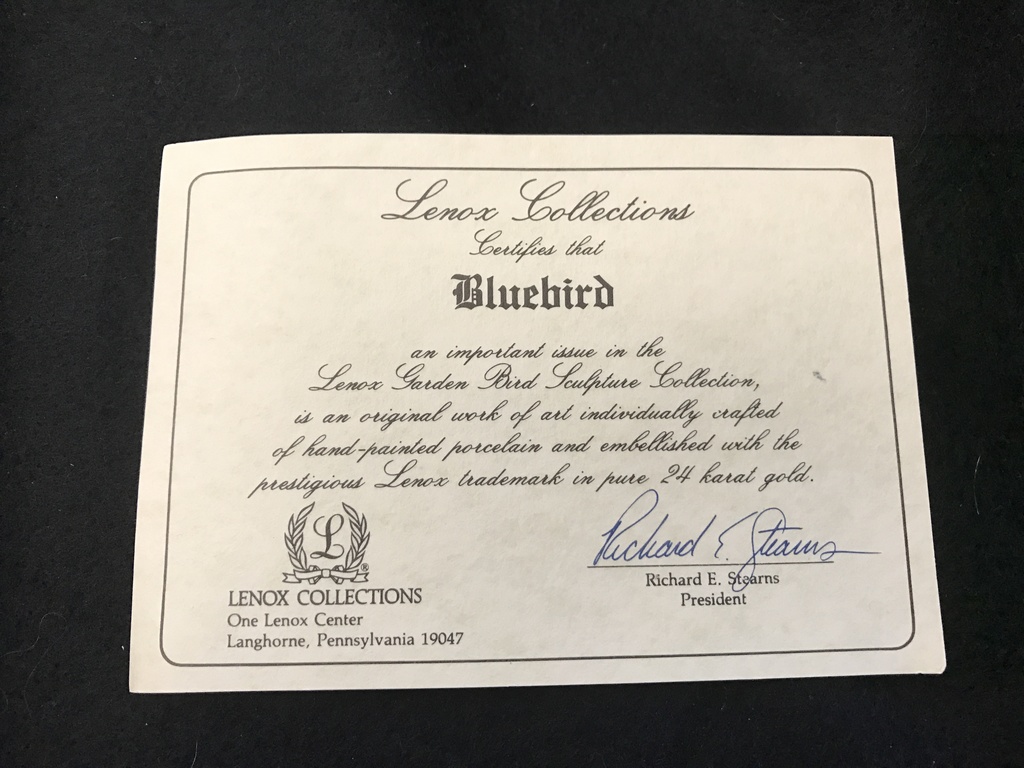 Lenox Collections
Certifies that
Bluebird
an important issue in the
Lenox Garden Bird Sculpture Collection,
is an original work of art individually crafted
of hand-painted porcelain and embellished with the
prestigious Lenox trademark in pure 24 karat gold.
L
®
LENOX COLLECTIONS
One Lenox Center
Langhorne, Pennsylvania 19047
Richard E. Stearns
Richard E. Stearns
President